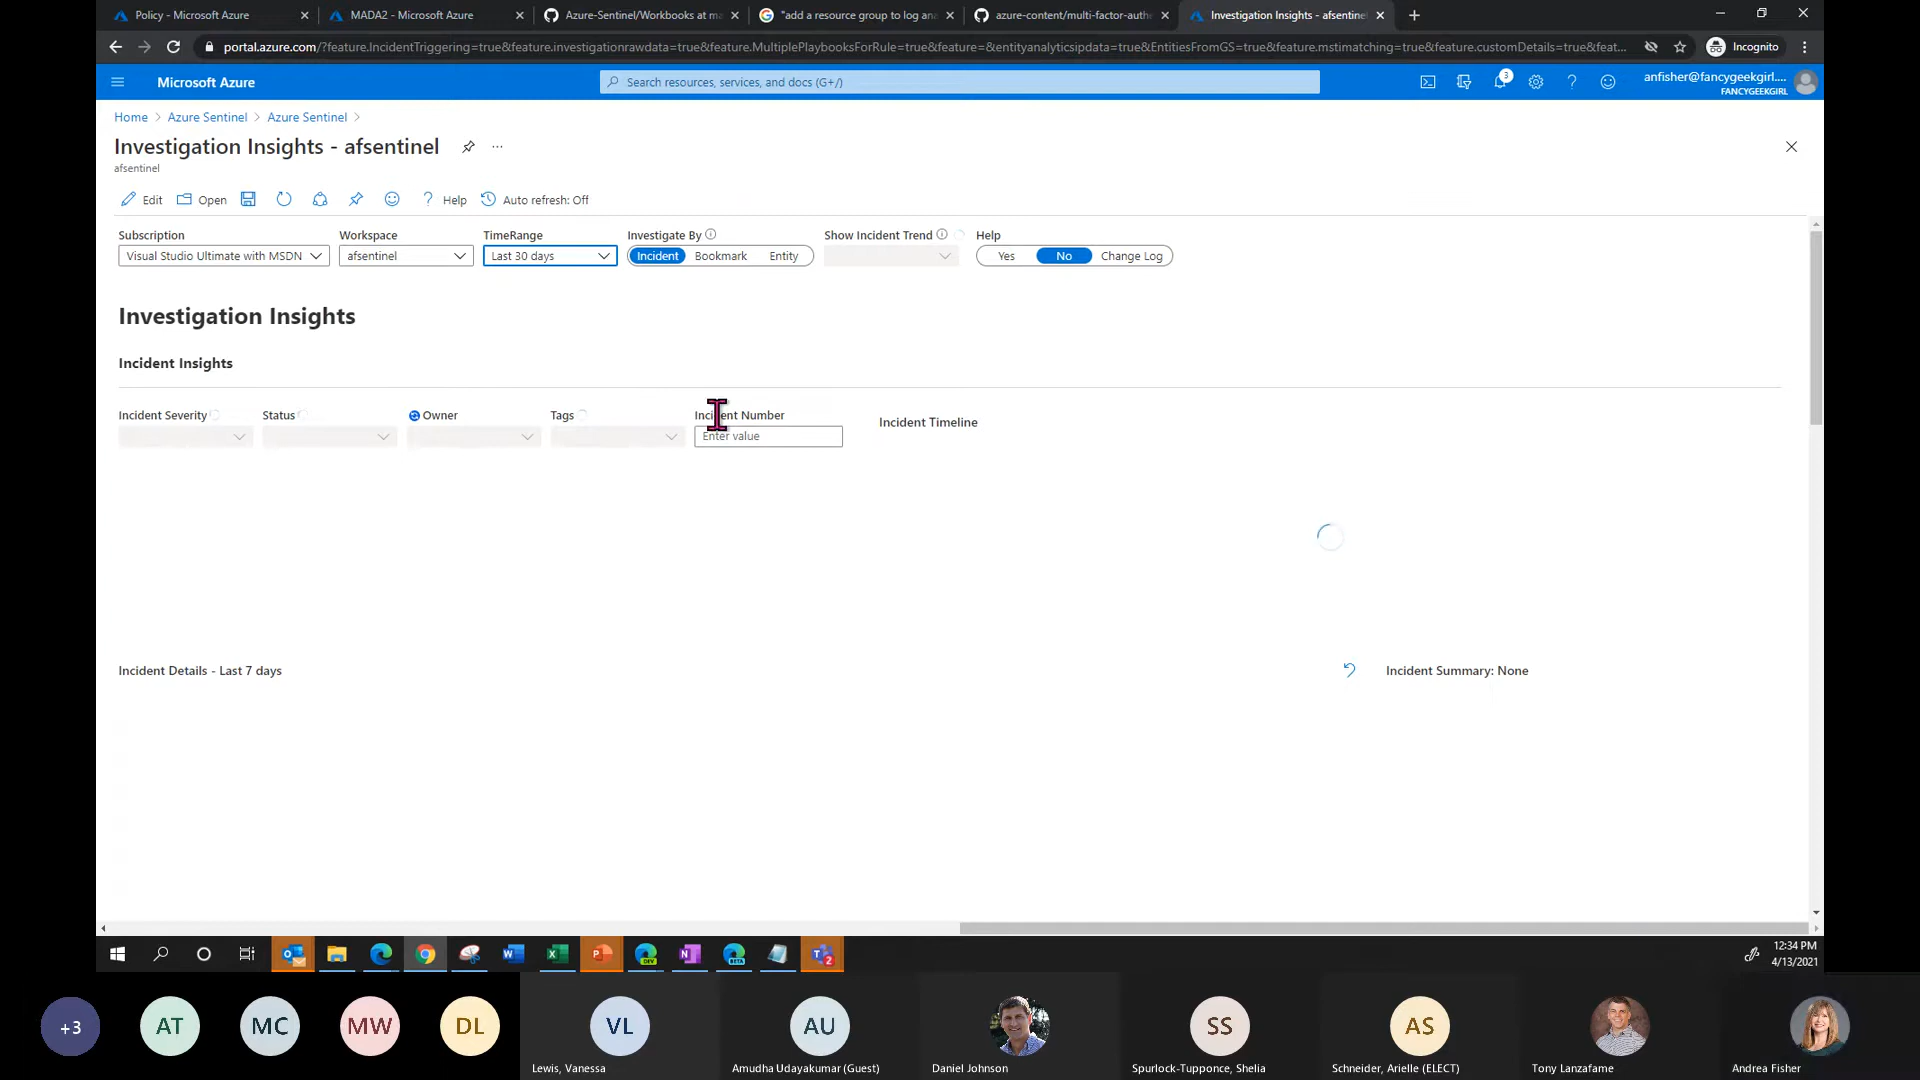 Policy - Microsoft Azure
MADA2 - Microsoft Azure
Azure-Sentinel/Workbooks at ma
"add a resource group to log ana
azure-content/multi-factor-authe
Investigation Insights - afsentinel
portal.azure.com/?feature.IncidentTriggering=true&feature.investigationrawdata=true&feature.MultiplePlaybooksForRule=true&feature=&entityanalyticsipdata=true&EntitiesFromGS=true&feature.mstimatching=true&feature.customDetails=true&feat...
Incognito
Microsoft Azure
Search resources, services, and docs (G+/)
3
anfisher@fancygeekgirl....
FANCYGEEKGIRL
Home > Azure Sentinel > Azure Sentinel >
Investigation Insights - afsentinel
afsentinel
Edit Open ? Help Auto refresh: Off
Subscription Workspace TimeRange Investigate By Show Incident Trend Help
Visual Studio Ultimate with MSDN afsentinel Last 30 days Incident Bookmark Entity Yes No Change Log
Investigation Insights
Incident Insights
Incident Severity Status Owner Tags Incident Number Incident Timeline
Enter value
Incident Details - Last 7 days Incident Summary: None
DEV
BETA
2
12:34 PM
4/13/2021
+3 AT MC MW DL VL AU SS AS
Lewis, Vanessa Amudha Udayakumar (Guest) Daniel Johnson Spurlock-Tupponce, Shelia Schneider, Arielle (ELECT) Tony Lanzafame Andrea Fisher